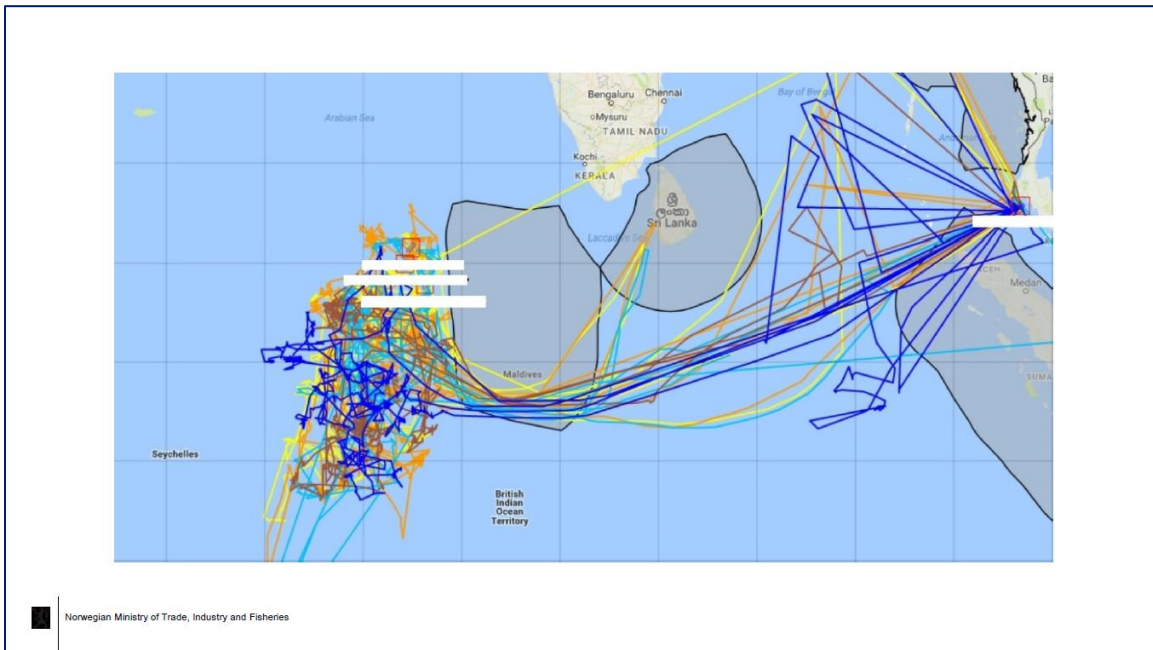 Bengaluru
Chennai
Mysuru
Arabian Sea
Bay of Bengal
TAMIL NADU
Kochi
KERALA
ශ්‍රී
ලංකා
Sri Lanka
Laccadive Sea
ACEH
Medan
Maldives
Seychelles
British
Indian
Ocean
Territory
Norwegian Ministry of Trade, Industry and Fisheries